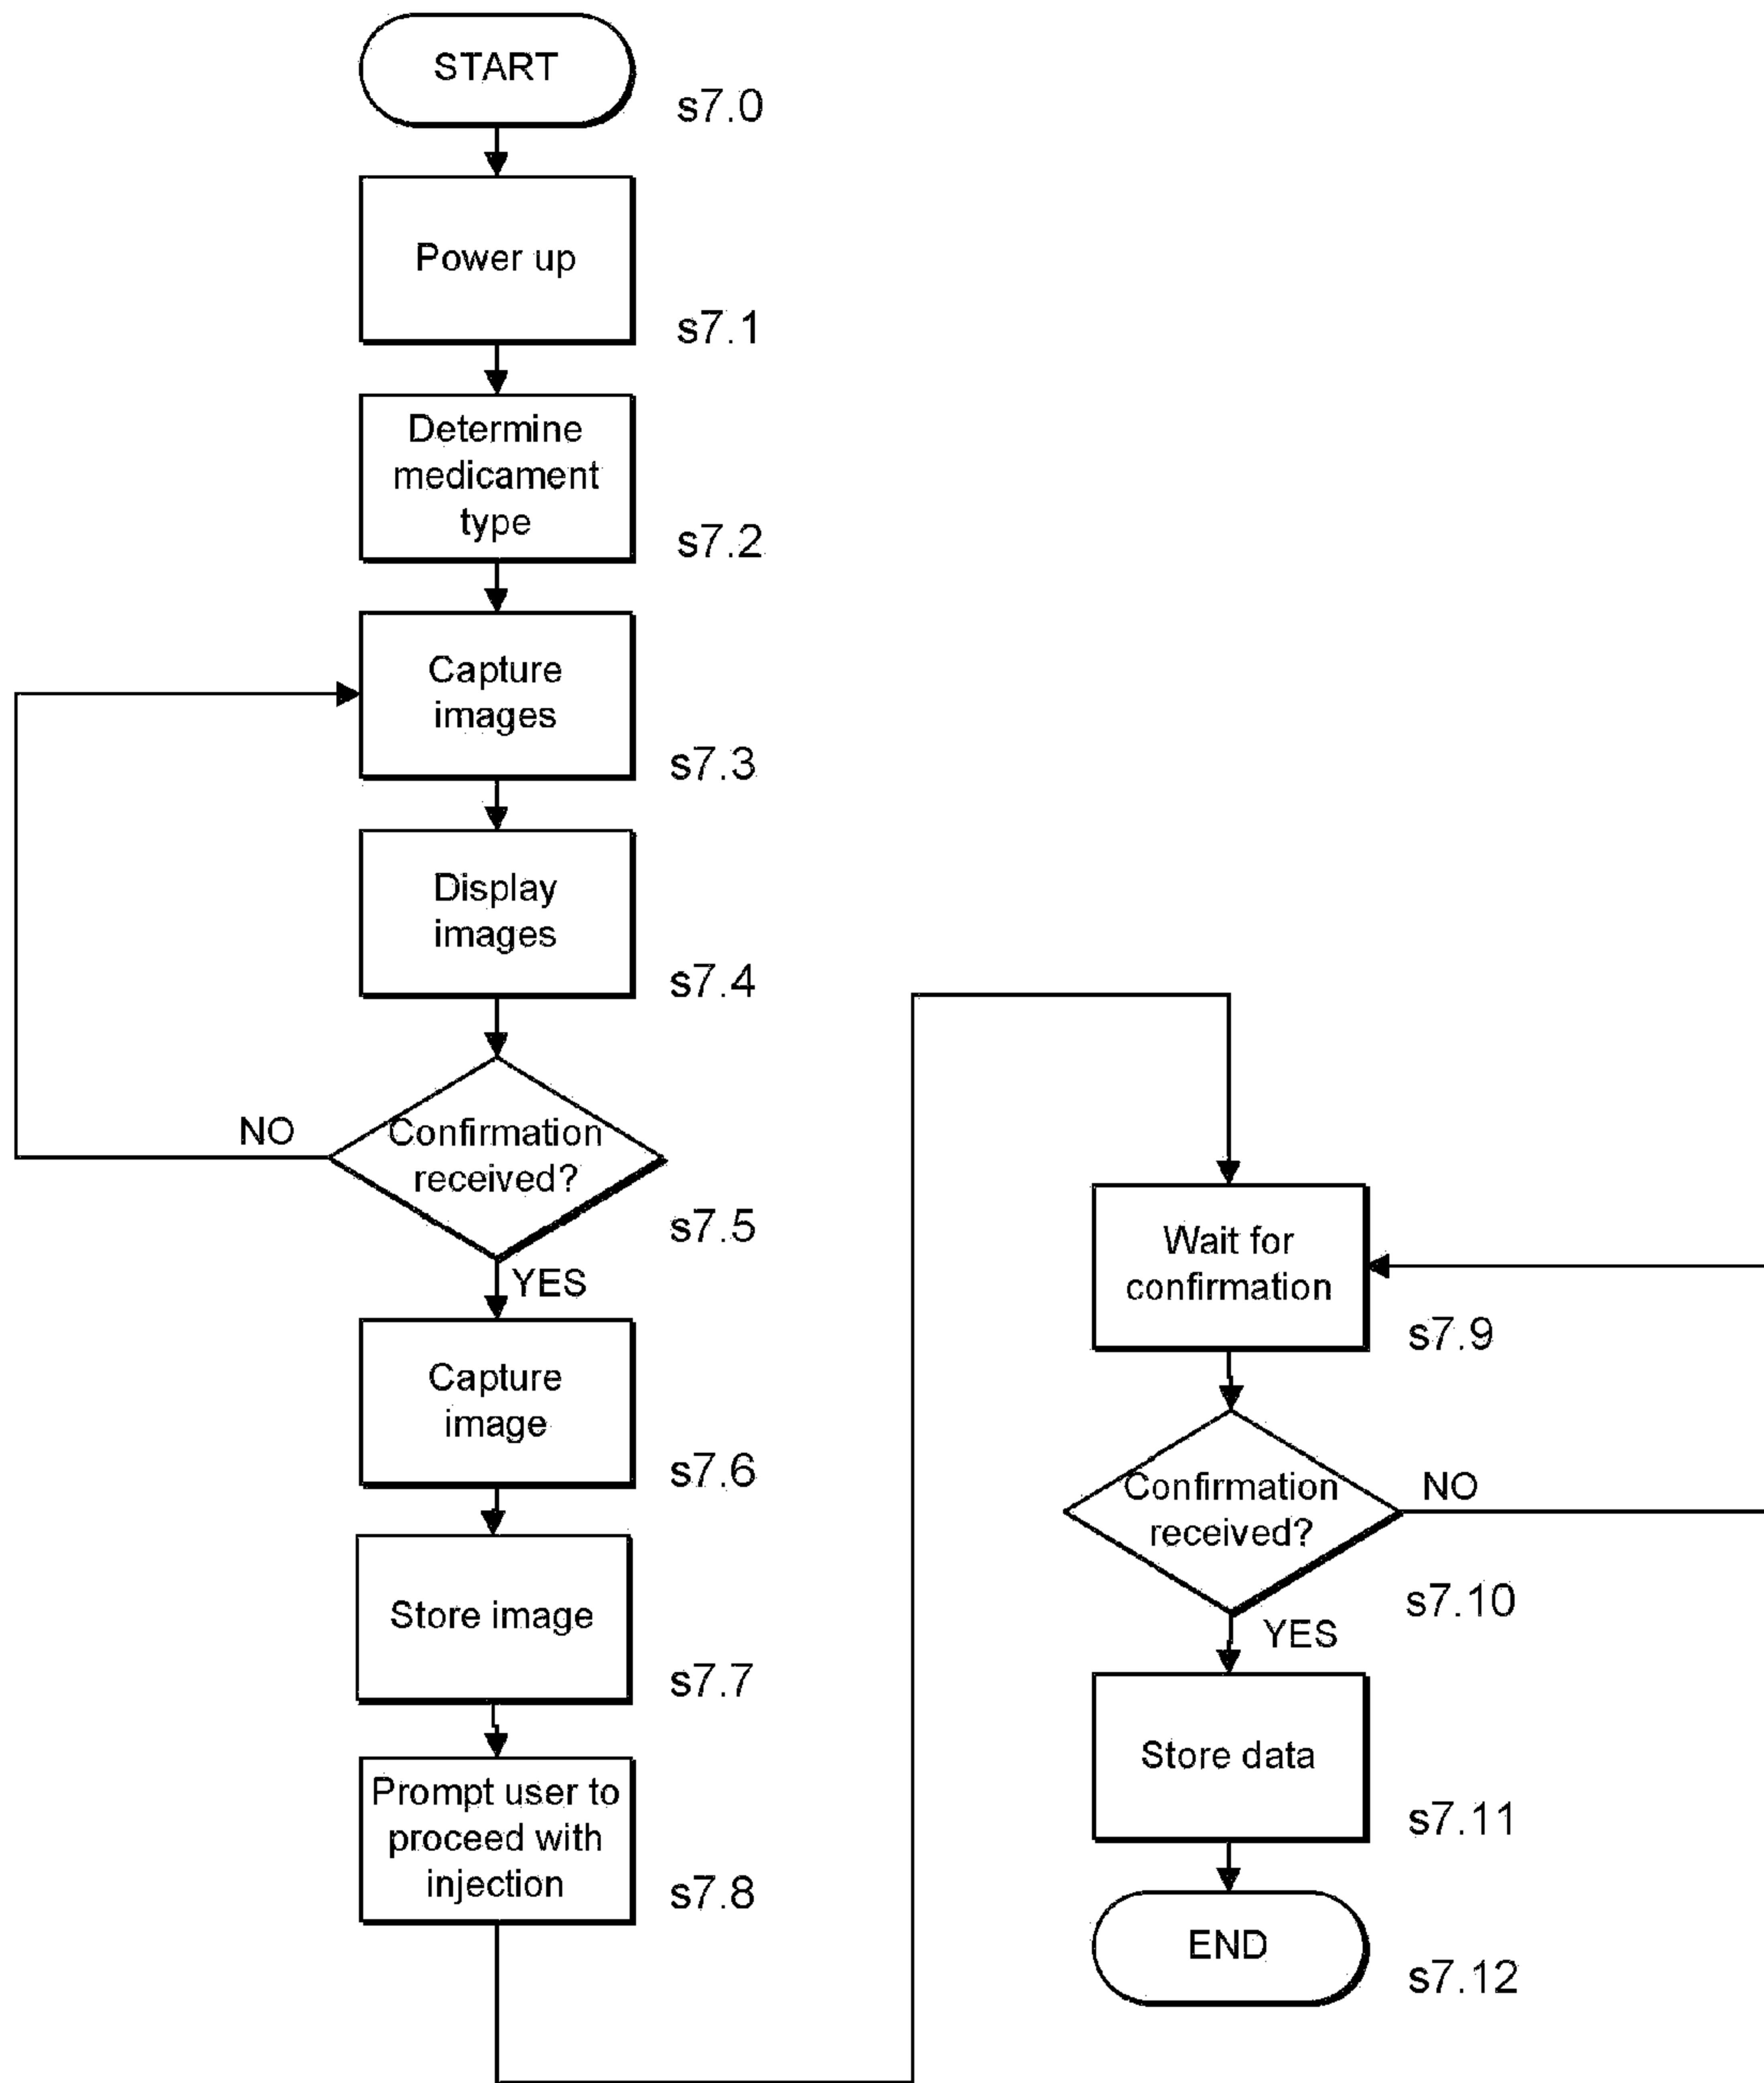 START
s7.0
Power up
s7.1
Determine
medicament
type
s7.2
Capture
images
s7.3
Display
images
s7.4
NO
Confirmation
received?
s7.5
YES
Capture
image
s7.6
Store image
s7.7
Prompt user to
proceed with
injection
s7.8
Wait for
confirmation
s7.9
Confirmation
received?
NO
s7.10
YES
Store data
s7.11
END
s7.12